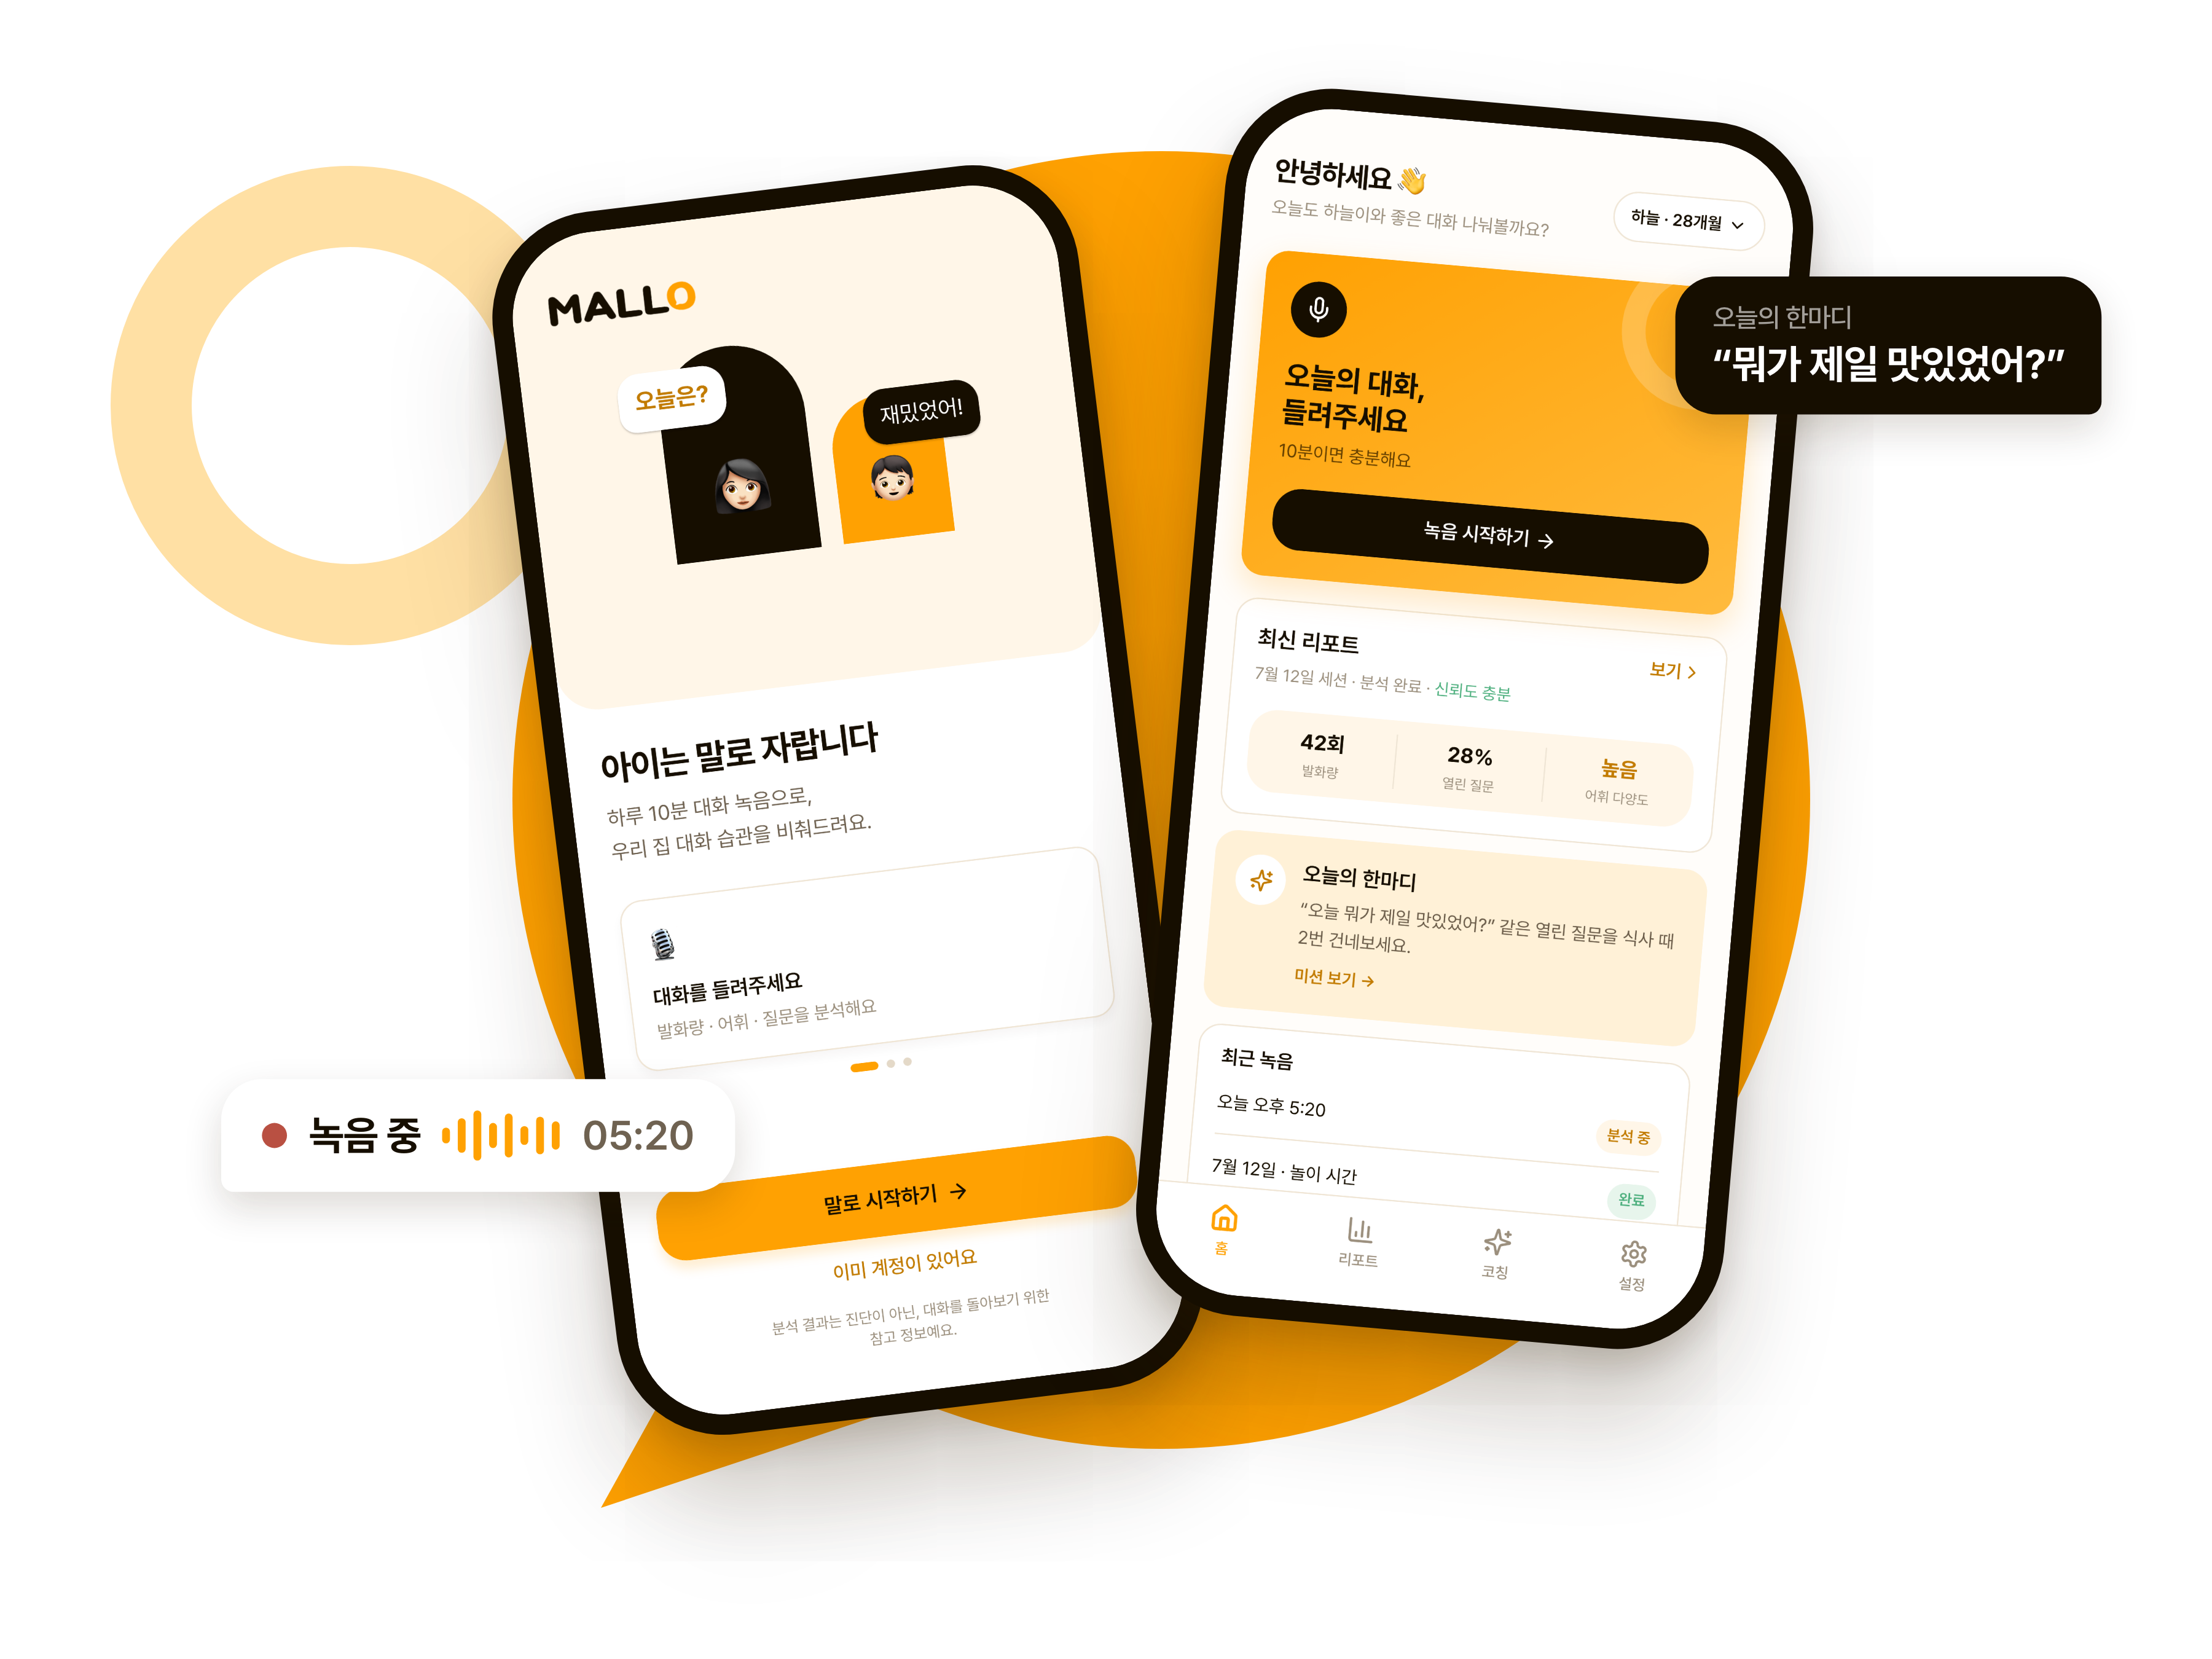 MALLO
오늘은?
재밌었어!
아이는 말로 자랍니다
하루 10분 대화 녹음으로,
우리 집 대화 습관을 비춰드려요.
대화를 들려주세요
발화량 · 어휘 · 질문을 분석해요
녹음 중 05:20
말로 시작하기 →
이미 계정이 있어요
분석 결과는 진단이 아닌, 대화를 돌아보기 위한
참고 정보예요.
안녕하세요 👋
오늘도 하늘이와 좋은 대화 나눠볼까요?
하늘 · 28개월
오늘의 한마디
“뭐가 제일 맛있었어?”
오늘의 대화,
들려주세요
10분이면 충분해요
녹음 시작하기 →
최신 리포트
보기 >
7월 12일 세션 · 분석 완료 · 신뢰도 충분
42회 28% 높음
발화량 열린 질문 어휘 다양도
오늘의 한마디
“오늘 뭐가 제일 맛있었어?” 같은 열린 질문을 식사 때
2번 건네보세요.
미션 보기 →
최근 녹음
오늘 오후 5:20 분석 중
7월 12일 · 놀이 시간 완료
홈 리포트 코칭 설정